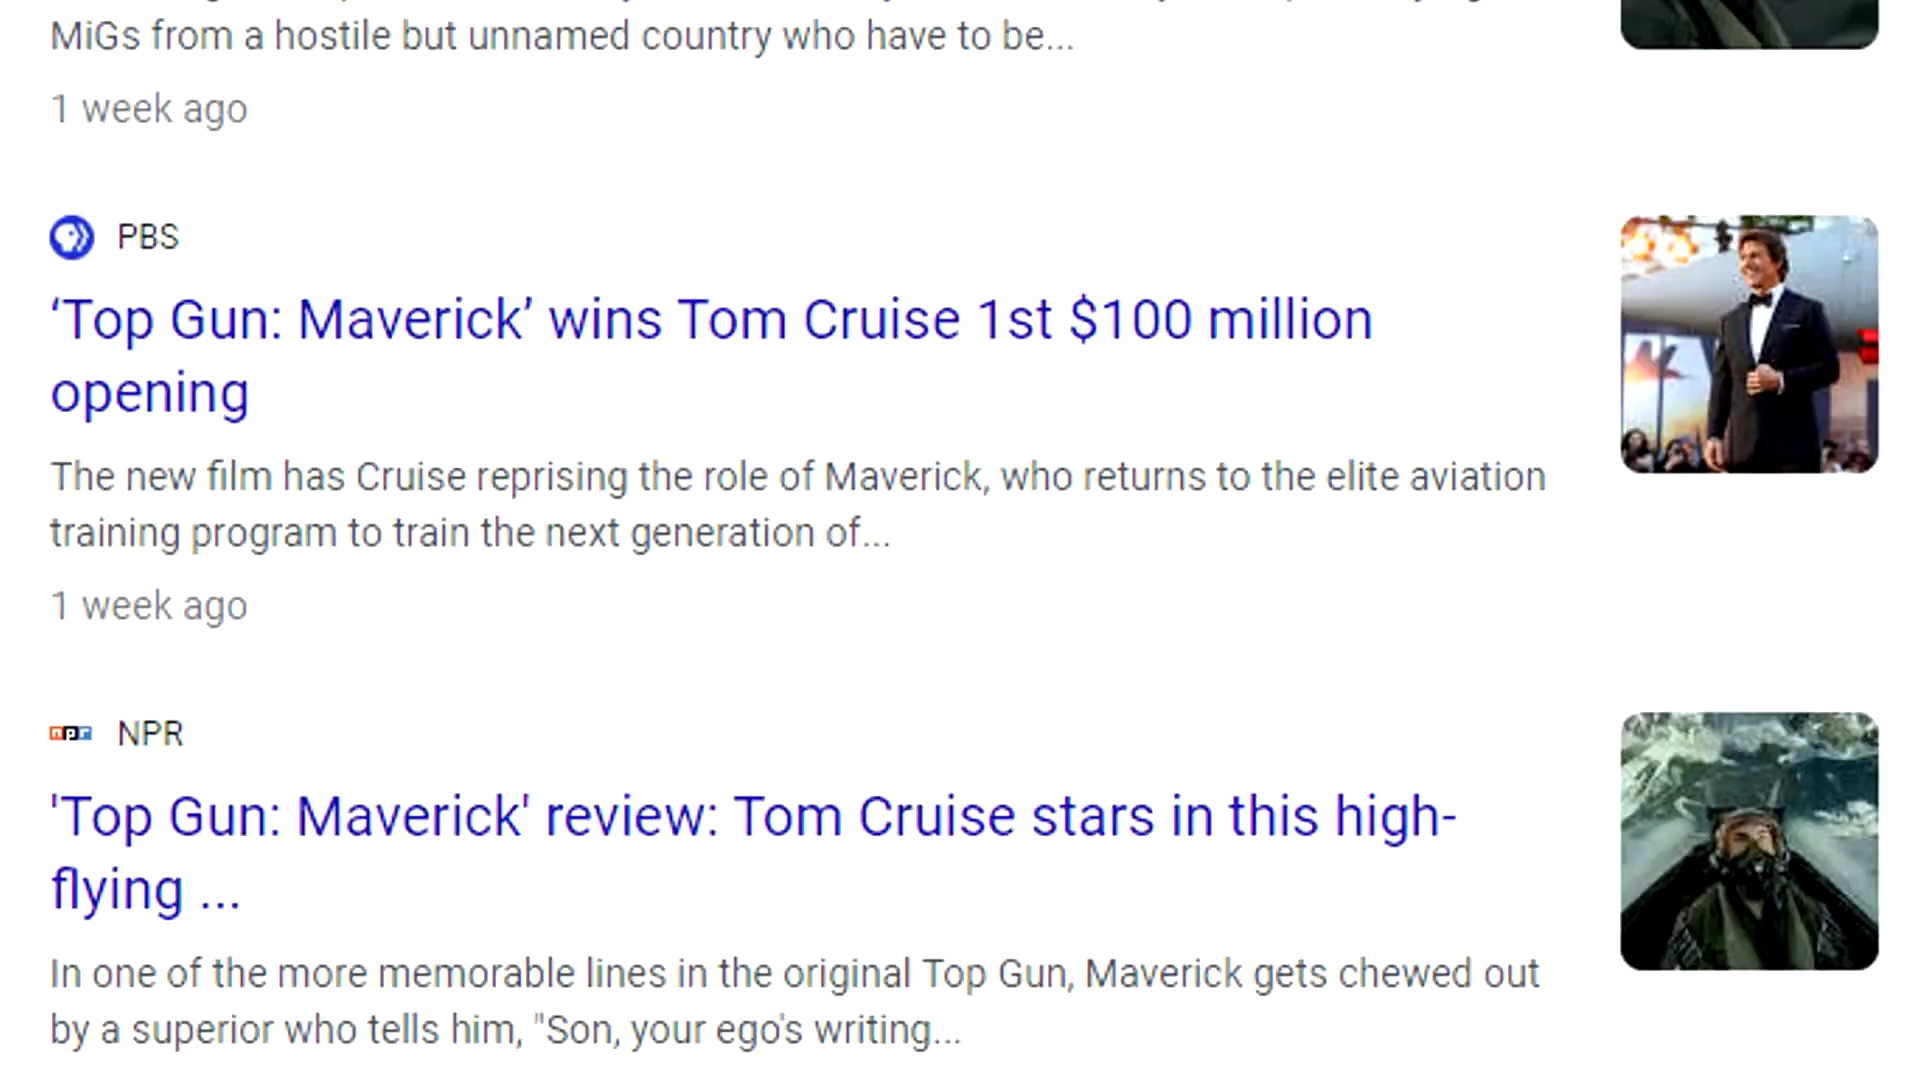 MiGs from a hostile but unnamed country who have to be...
1 week ago
PBS
‘Top Gun: Maverick’ wins Tom Cruise 1st $100 million
opening
The new film has Cruise reprising the role of Maverick, who returns to the elite aviation
training program to train the next generation of...
1 week ago
npr NPR
'Top Gun: Maverick' review: Tom Cruise stars in this high-
flying ...
In one of the more memorable lines in the original Top Gun, Maverick gets chewed out
by a superior who tells him, "Son, your ego's writing...